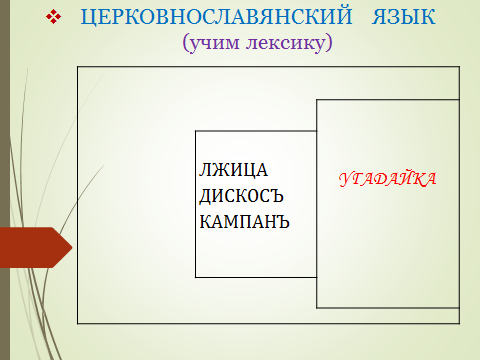 ❖ ЦЕРКОВНОСЛАВЯНСКИЙ ЯЗЫК
(учим лексику)
ЛЖИЦА
ДИСКОСЪ
КАМПАНЪ
УГАДАЙКА